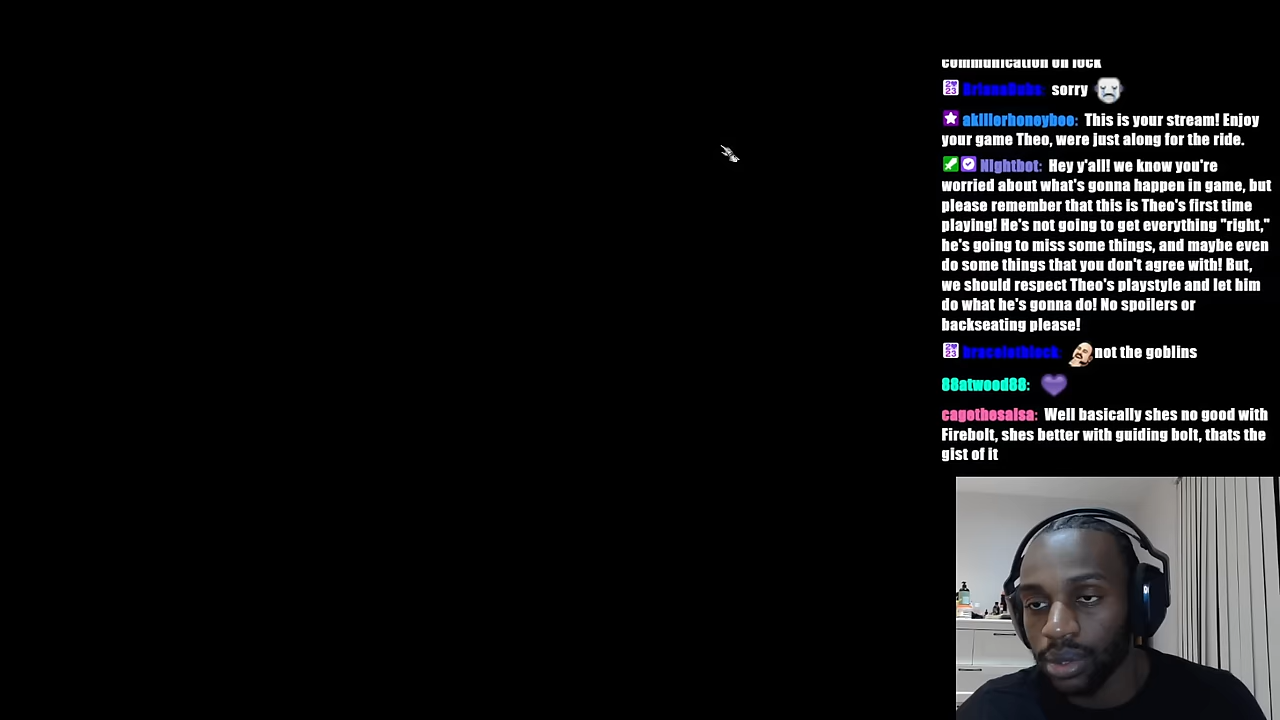 communication on lock
sorry
akillerhoneybee: This is your stream! Enjoy
your game Theo, were just along for the ride.
Nightbot: Hey y'all! we know you're
worried about what's gonna happen in game, but
please remember that this is Theo's first time
playing! He's not going to get everything "right,"
he's going to miss some things, and maybe even
do some things that you don't agree with! But,
we should respect Theo's playstyle and let him
do what he's gonna do! No spoilers or
backseating please!
not the goblins
88atwood88:
cagethesalsa: Well basically shes no good with
Firebolt, shes better with guiding bolt, thats the
gist of it